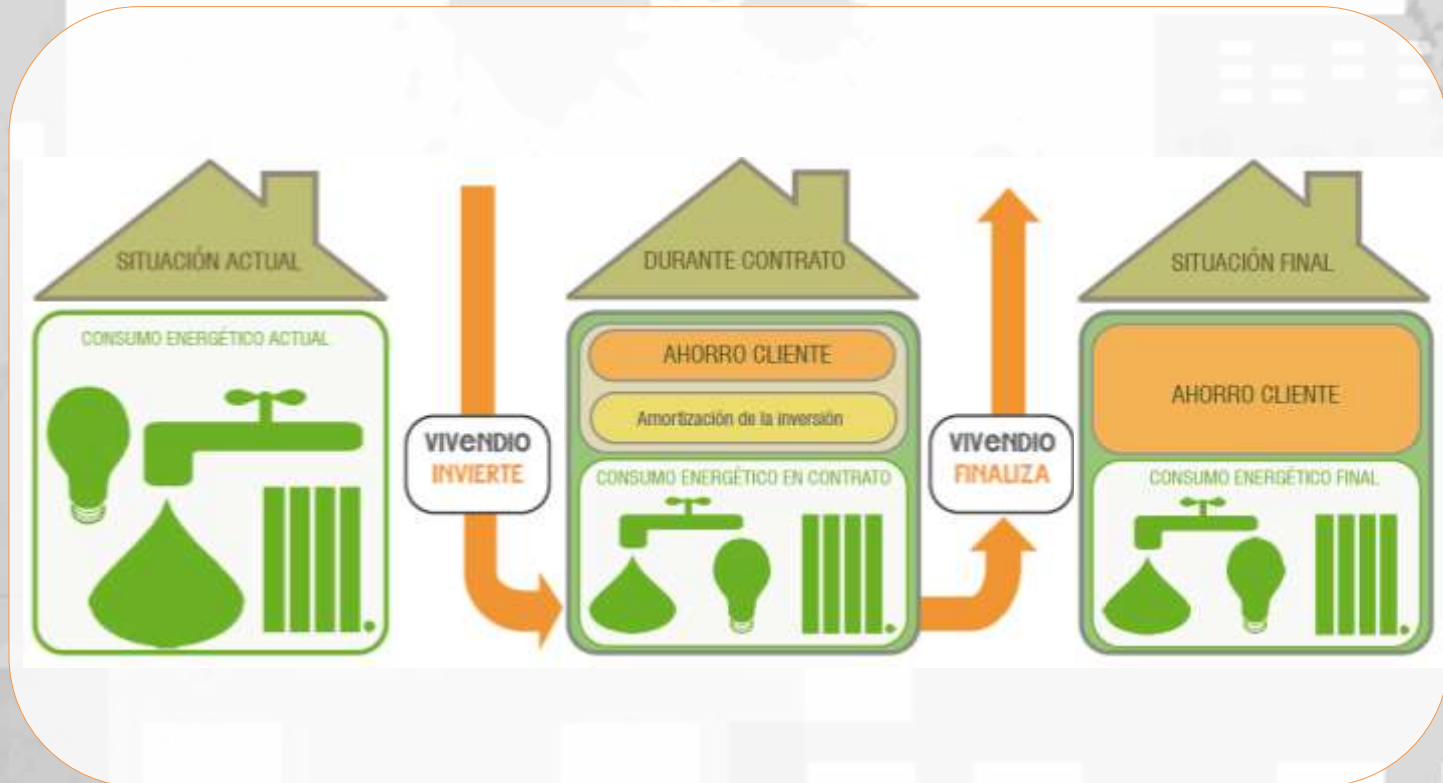 SITUACIÓN ACTUAL
CONSUMO ENERGÉTICO ACTUAL
VIVENDIO
INVIERTE
DURANTE CONTRATO
AHORRO CLIENTE
Amortización de la inversión
CONSUMO ENERGÉTICO EN CONTRATO
VIVENDIO
FINALIZA
SITUACIÓN FINAL
AHORRO CLIENTE
CONSUMO ENERGÉTICO FINAL